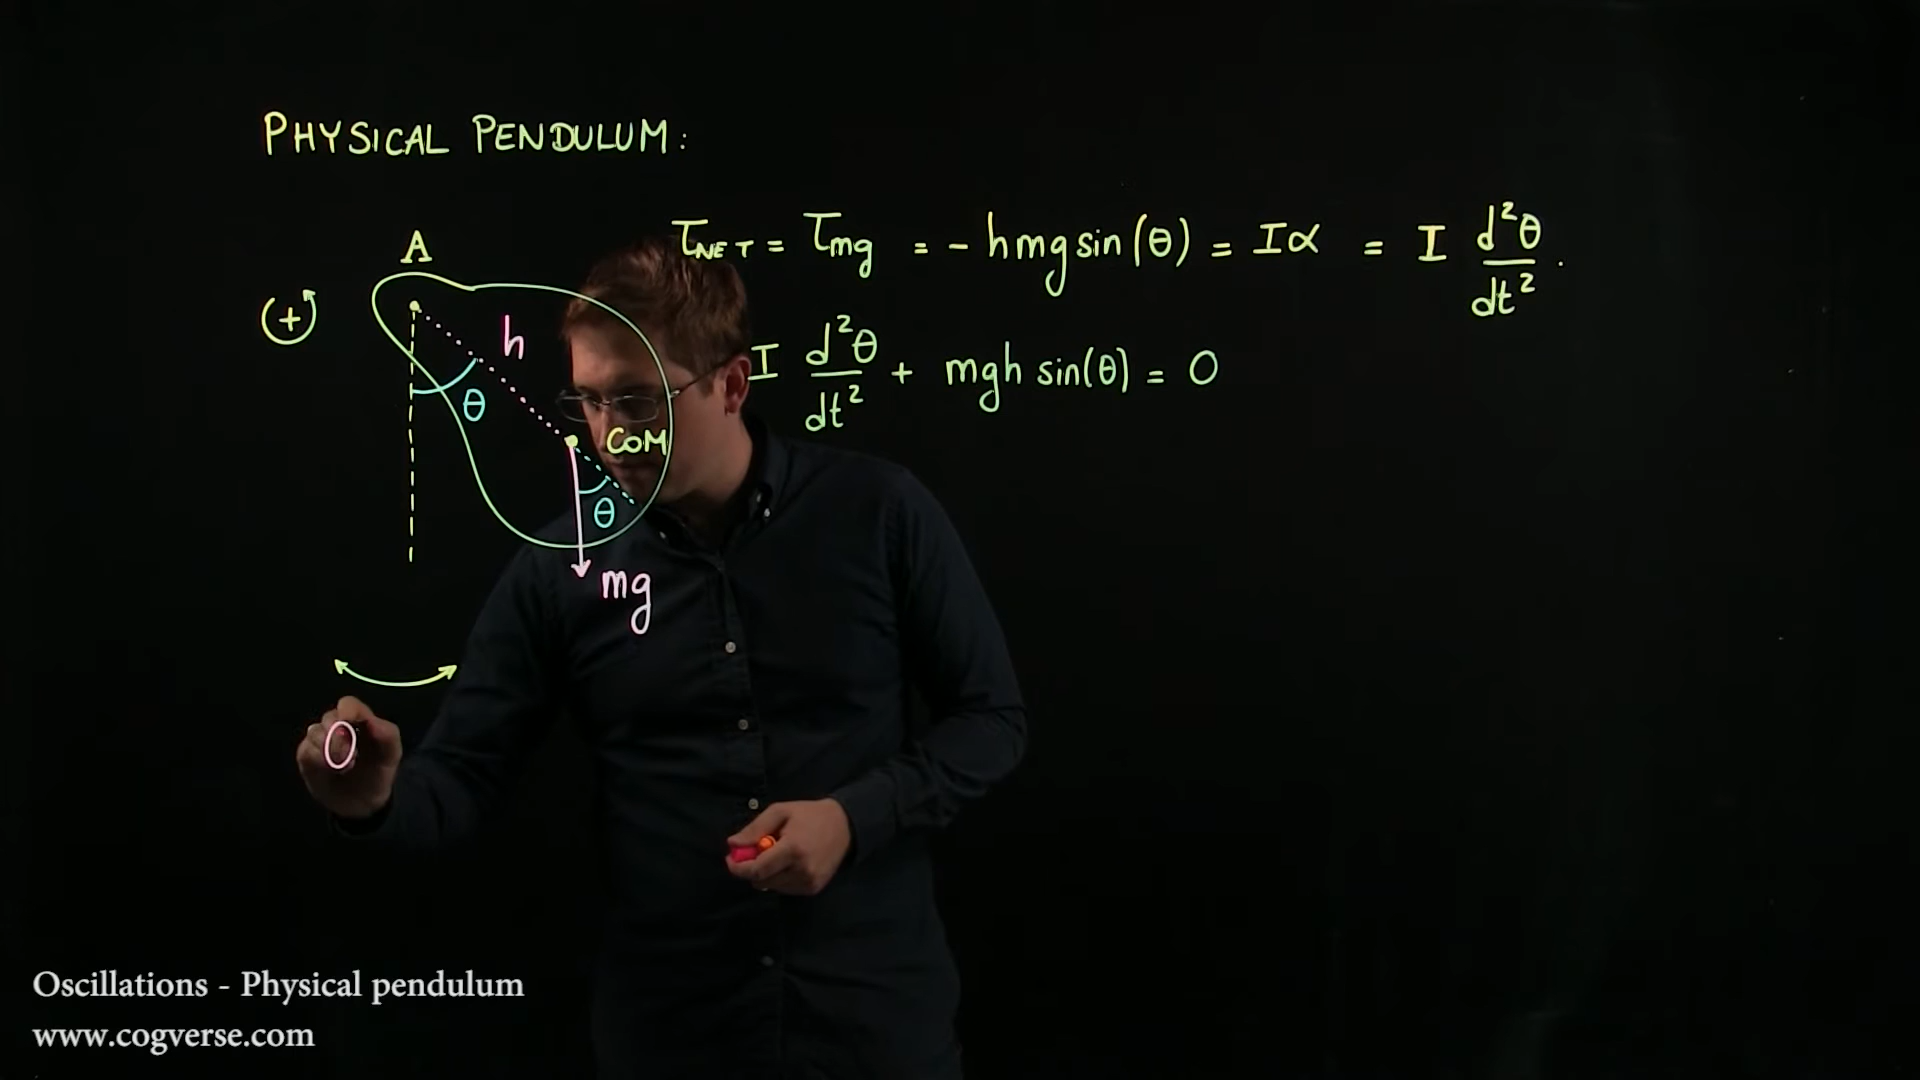 PHYSICAL PENDULUM:
τNET = τmg = - hmg sin(θ) = Iα = I d²θ/dt².
I d²θ/dt² + mgh sin(θ) = 0
A
(+)
h
θ
COM
θ
mg
0
Oscillations - Physical pendulum
www.cogverse.com